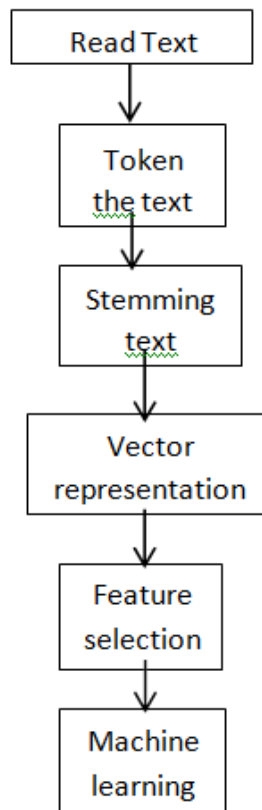 Read Text
Token
the text
Stemming
text
Vector
representation
Feature
selection
Machine
learning